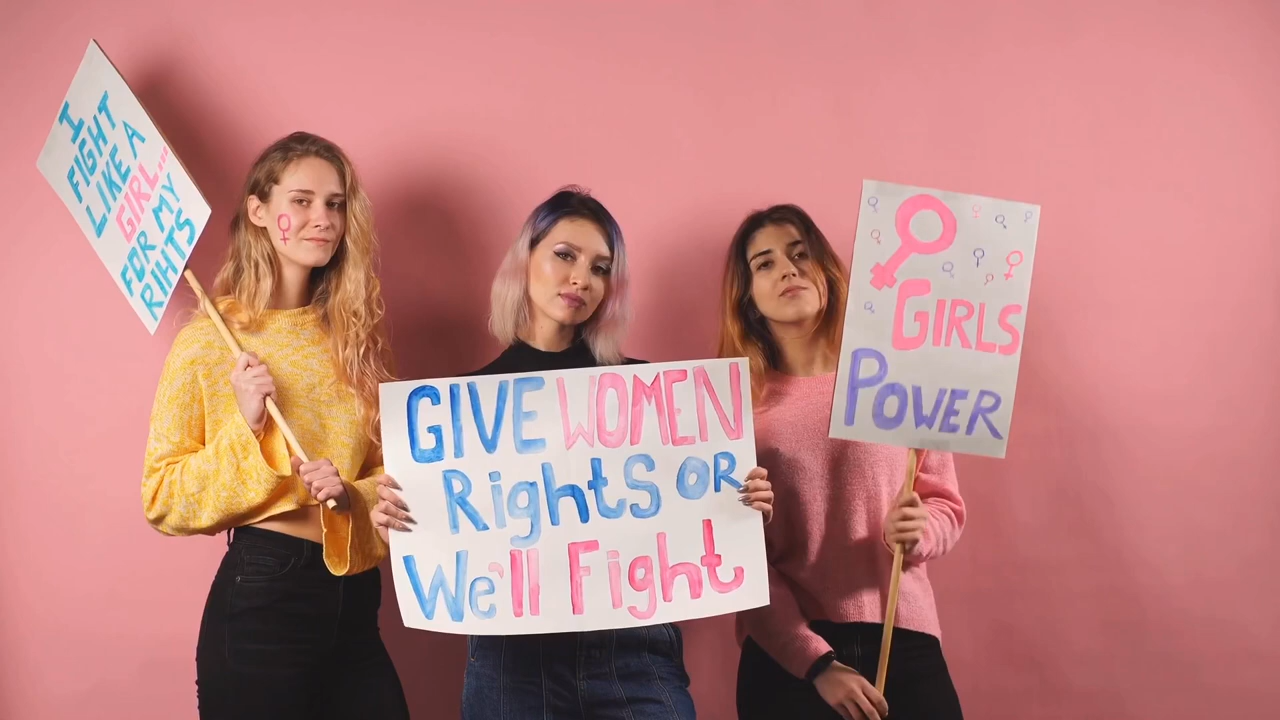 I
FIGHT
LIKE A
GIRL...
FOR MY
RIHTS
GIVE WOMEN
Rights OR
We'll Fight
GIRLS
POWER